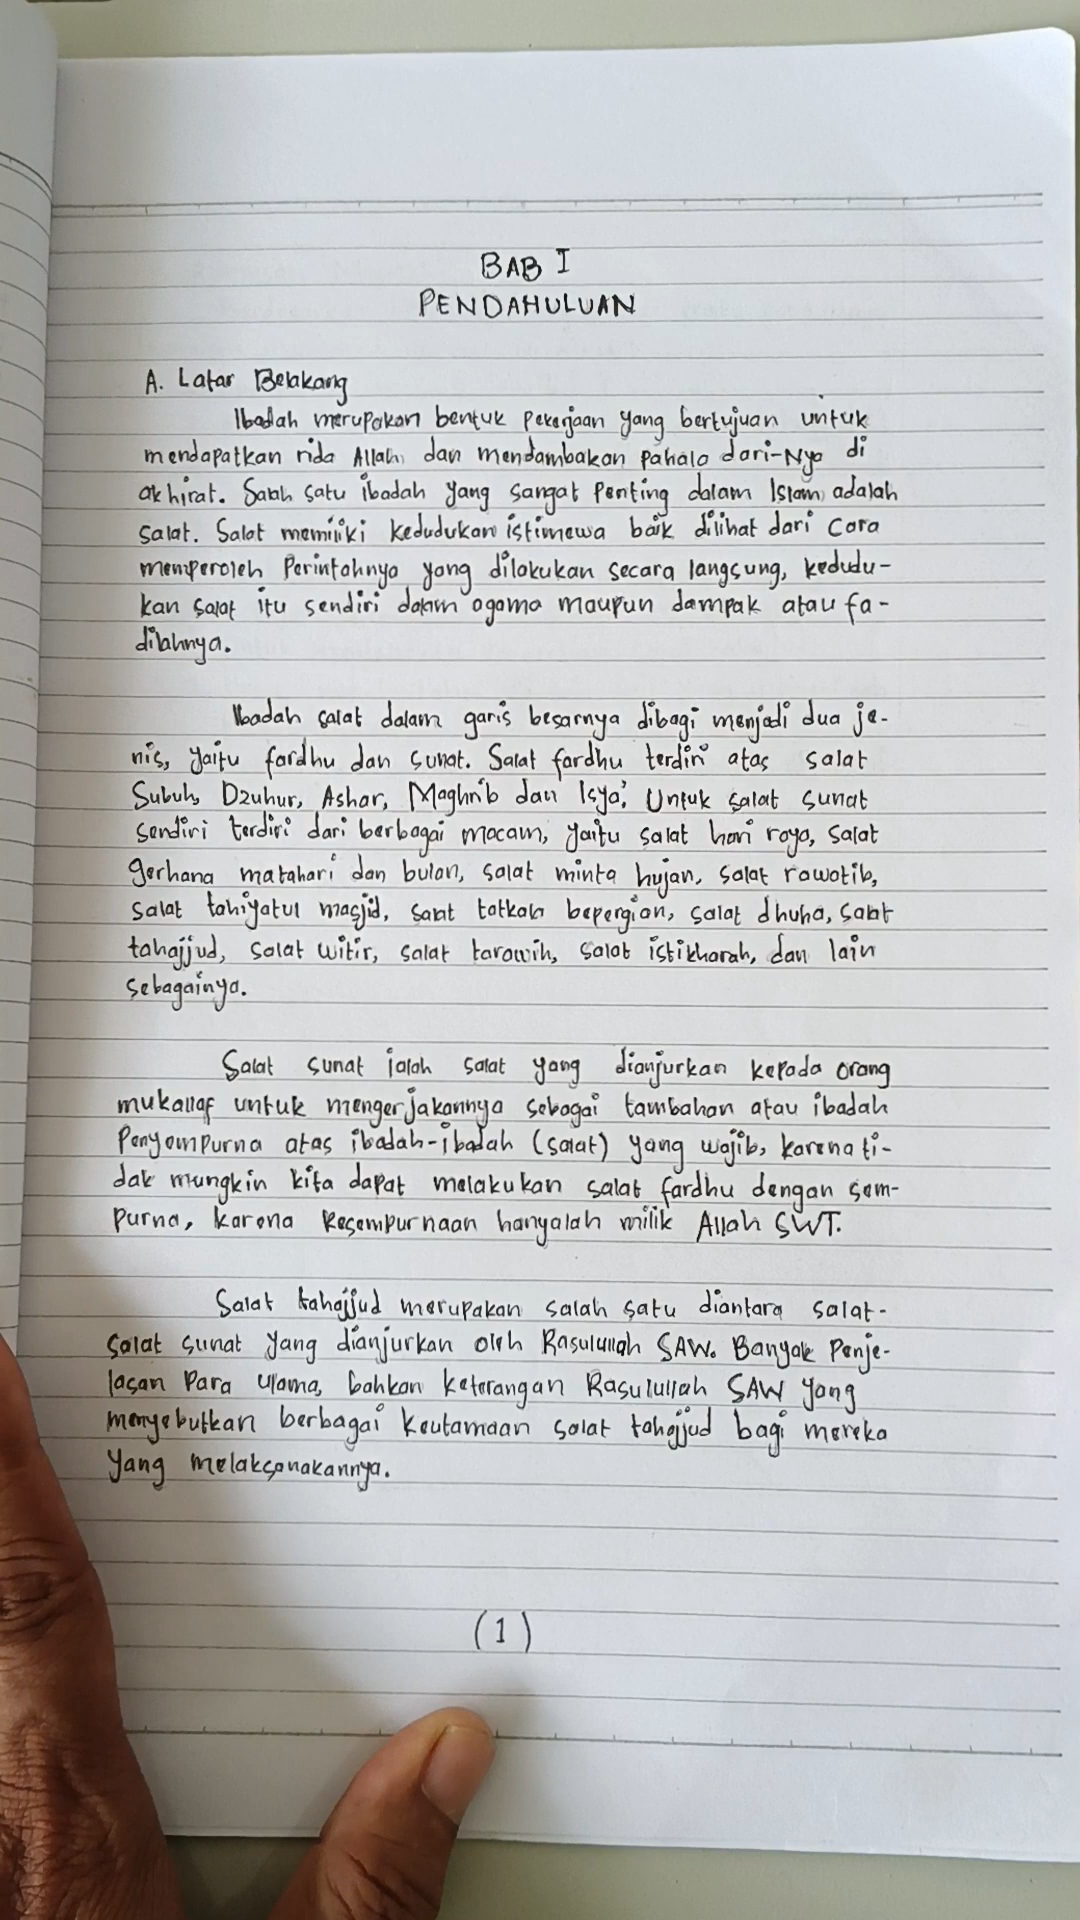 BAB I
PENDAHULUAN
A. Latar Belakang
Ibadah merupakan bentuk pekerjaan yang bertujuan untuk
mendapatkan rida Allah dan mendambakan pahala dari-Nya di
akhirat. Salah satu ibadah yang sangat penting dalam Islam adalah
salat. Salat memiliki kedudukan istimewa baik dilihat dari cara
memperoleh perintahnya yang dilakukan secara langsung, kedudu-
kan salat itu sendiri dalam agama maupun dampak atau fa-
dilahnya.
Ibadah salat dalam garis besarnya dibagi menjadi dua je-
nis, yaitu fardhu dan sunat. Salat fardhu terdiri atas salat
Subuh, Dzuhur, Ashar, Maghrib dan Isya'. Untuk salat sunat
sendiri terdiri dari berbagai macam, yaitu salat hari raya, salat
gerhana matahari dan bulan, salat minta hujan, salat rawatib,
salat tahiyatul masjid, salat tatkala bepergian, salat dhuha, salat
tahajjud, salat witir, salat tarawih, salat istikharah, dan lain
sebagainya.
Salat sunat ialah salat yang dianjurkan kepada orang
mukallaf untuk mengerjakannya sebagai tambahan atau ibadah
penyempurna atas ibadah-ibadah (salat) yang wajib, karena ti-
dak mungkin kita dapat melakukan salat fardhu dengan sem-
purna, karena kesempurnaan hanyalah milik Allah SWT.
Salat tahajjud merupakan salah satu diantara salat-
salat sunat yang dianjurkan oleh Rasulullah SAW. Banyak penje-
lasan para ulama, bahkan keterangan Rasulullah SAW yang
menyebutkan berbagai keutamaan salat tahajjud bagi mereka
yang melaksanakannya.
(1)